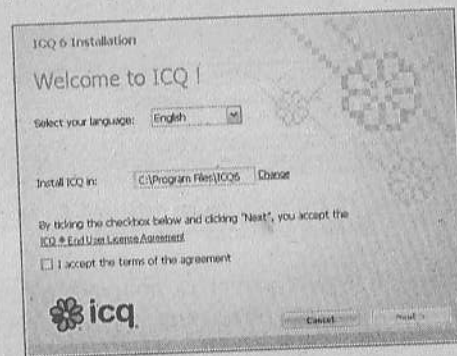 ICQ 6 Installation
Welcome to ICQ !
Select your language: English
Install ICQ in: C:\Program Files\ICQ6 Change
By ticking the checkbox below and clicking "Next", you accept the
ICQ ® End User License Agreement
I accept the terms of the agreement
icq
Cancel Next >